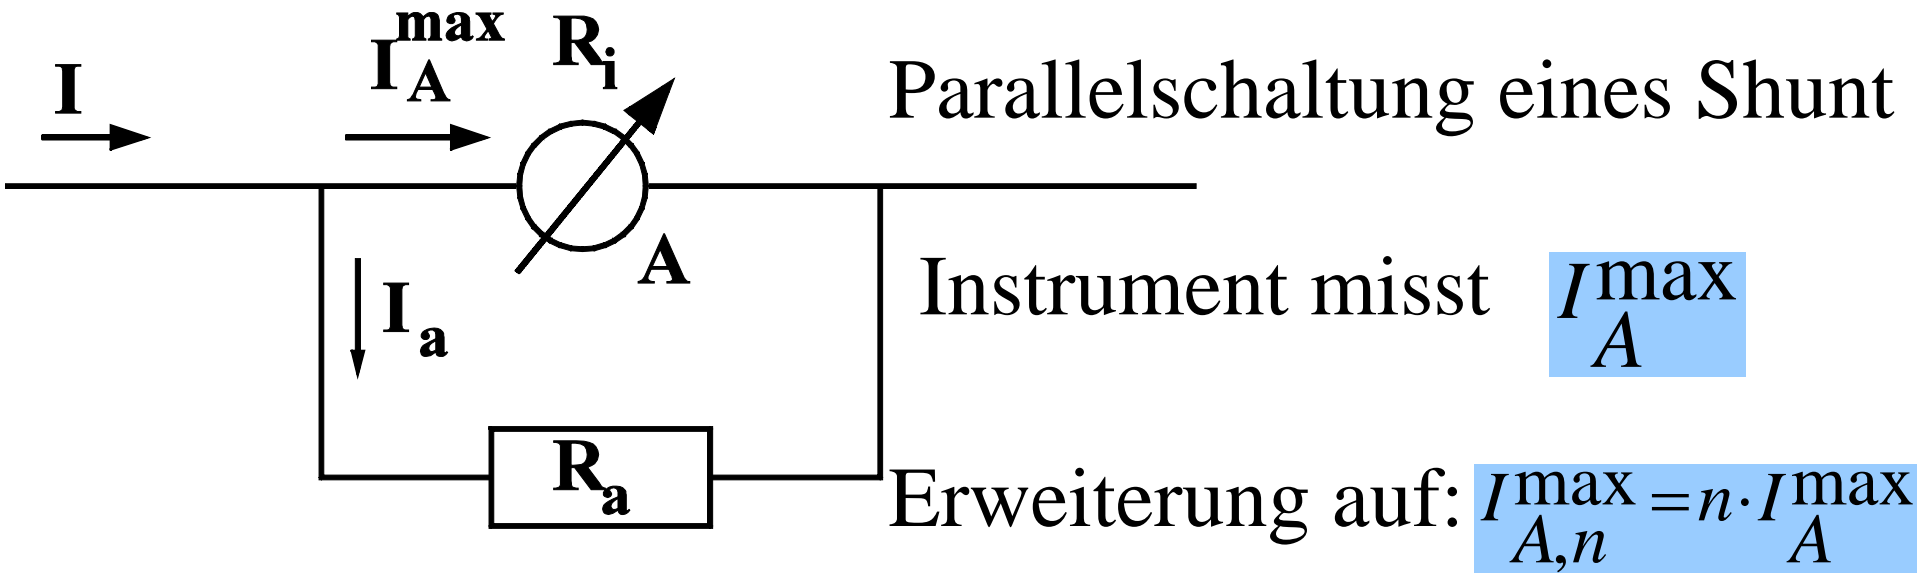 I
I_A^max
R_i
A
I_a
R_a
Parallelschaltung eines Shunt
Instrument misst I_A^max
Erweiterung auf: I_A,n^max = n · I_A^max